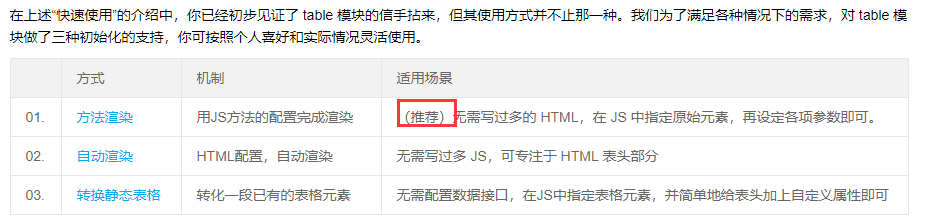 在上述“快速使用”的介绍中，你已经初步见证了 table 模块的信手拈来，但其使用方式并不止那一种。我们为了满足各种情况下的需求，对 table 模
块做了三种初始化的支持，你可按照个人喜好和实际情况灵活使用。
方式 机制 适用场景
01. 方法渲染 用JS方法的配置完成渲染 （推荐）无需写过多的 HTML，在 JS 中指定原始元素，再设定各项参数即可。
02. 自动渲染 HTML配置，自动渲染 无需写过多 JS，可专注于 HTML 表头部分
03. 转换静态表格 转化一段已有的表格元素 无需配置数据接口，在JS中指定表格元素，并简单地给表头加上自定义属性即可